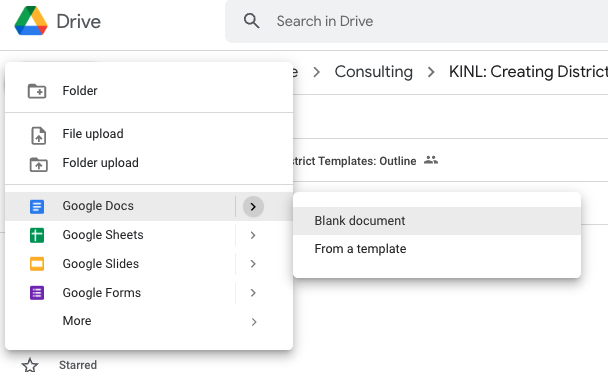 Drive
Search in Drive
e > Consulting > KINL: Creating District
Folder
File upload
Folder upload
strict Templates: Outline
Google Docs
Blank document
Google Sheets
From a template
Google Slides
Google Forms
More
Starred